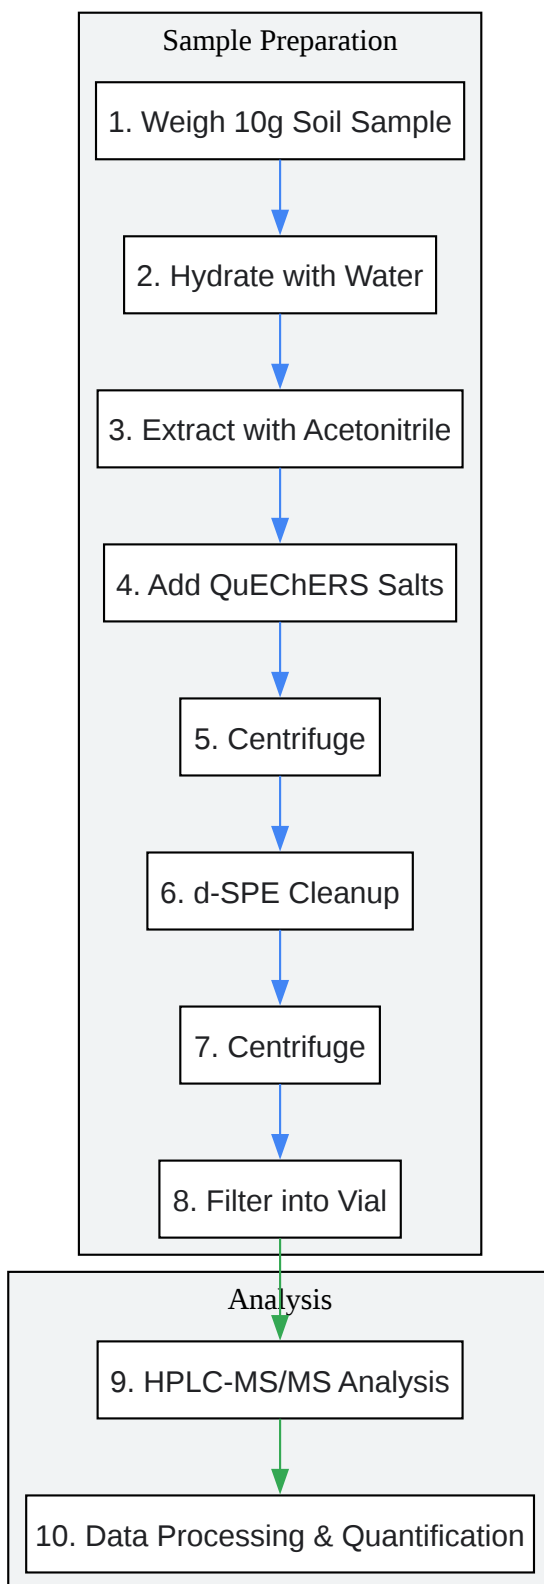 Sample Preparation
1. Weigh 10g Soil Sample
2. Hydrate with Water
3. Extract with Acetonitrile
4. Add QuEChERS Salts
5. Centrifuge
6. d-SPE Cleanup
7. Centrifuge
8. Filter into Vial
Analysis
9. HPLC-MS/MS Analysis
10. Data Processing & Quantification